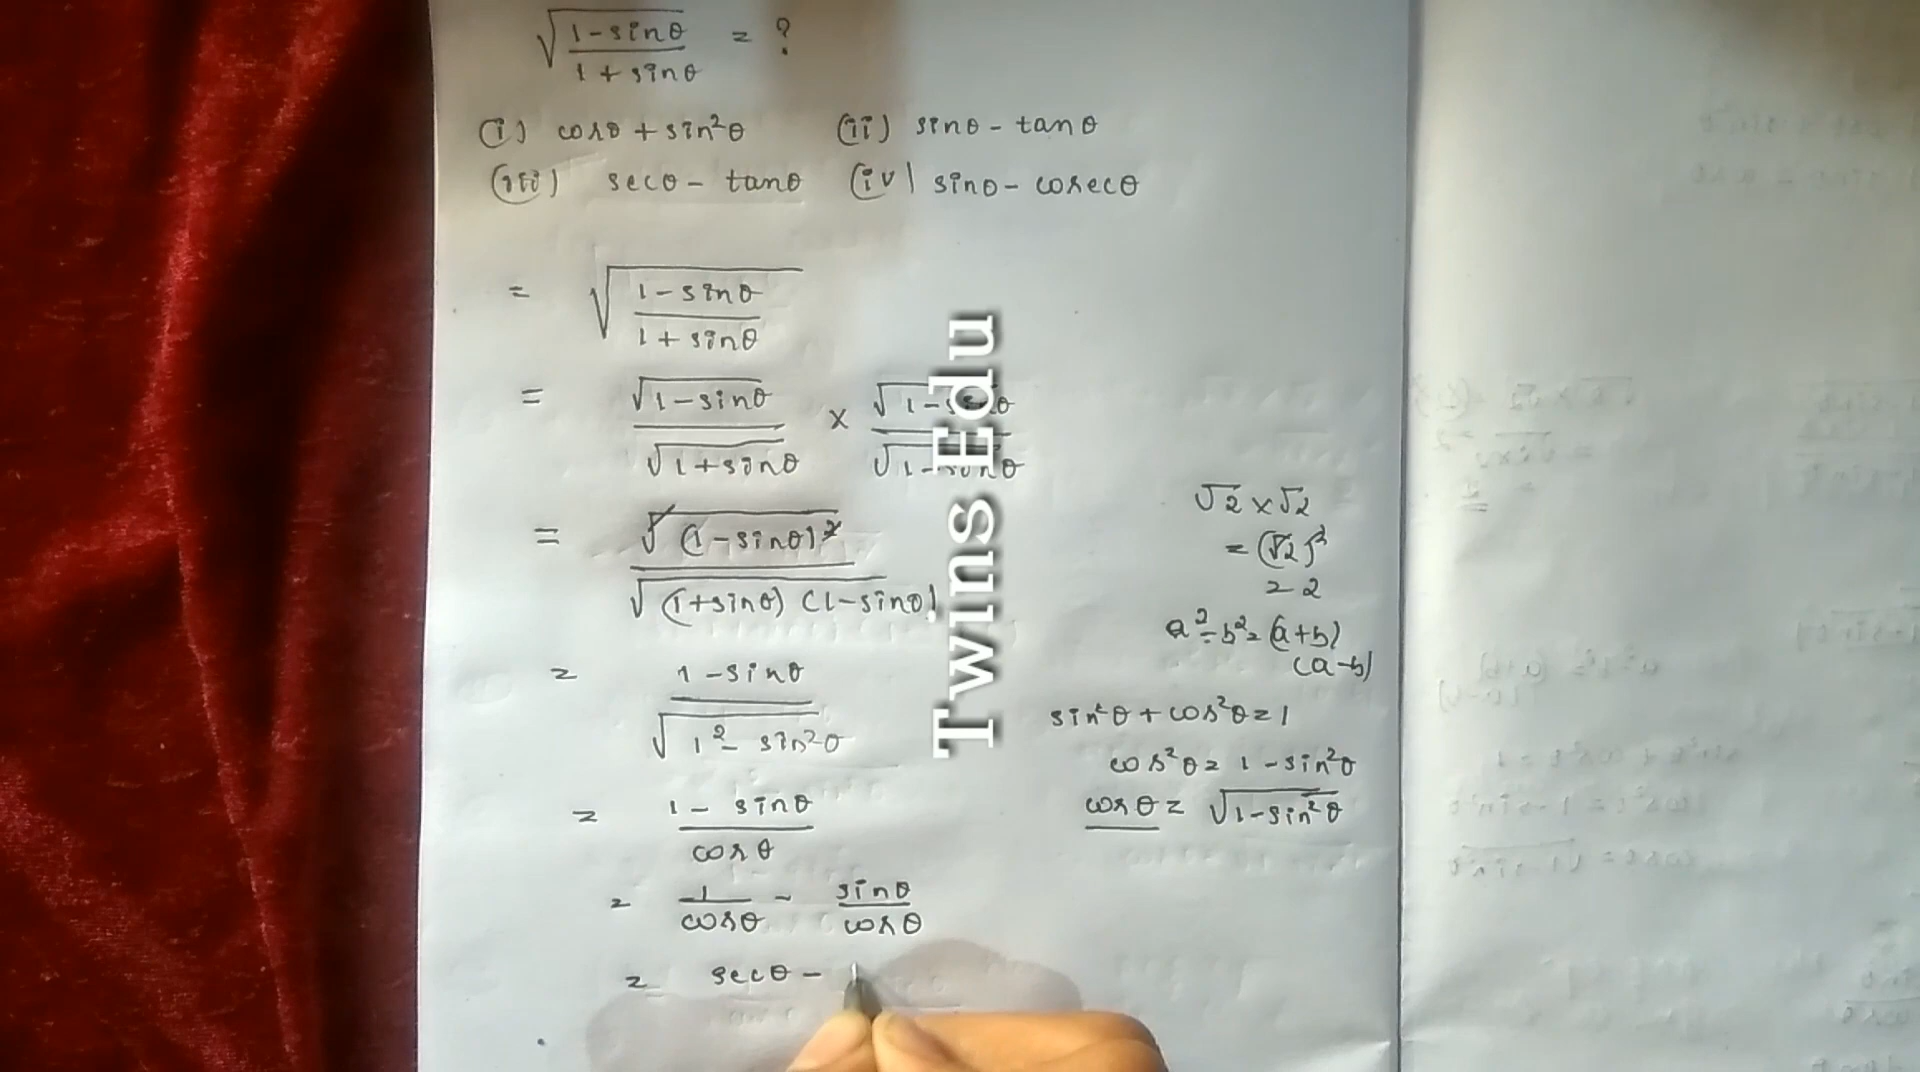 √(1-sinθ / 1+sinθ) = ?
(i) cosθ + sin²θ (ii) sinθ - tanθ
(iii) secθ - tanθ (iv) sinθ - cosecθ
= √(1-sinθ / 1+sinθ)
= √1-sinθ / √1+sinθ × √1-sinθ / √1-sinθ
= √(1-sinθ)² / √(1+sinθ)(1-sinθ)
= 1-sinθ / √1²-sin²θ
= 1-sinθ / cosθ
= 1/cosθ - sinθ/cosθ
= secθ -
√2 × √2
= (√2)²
= 2
a²-b² = (a+b)
(a-b)
sin²θ + cos²θ = 1
cos²θ = 1-sin²θ
cosθ = √1-sin²θ
Twins Edu